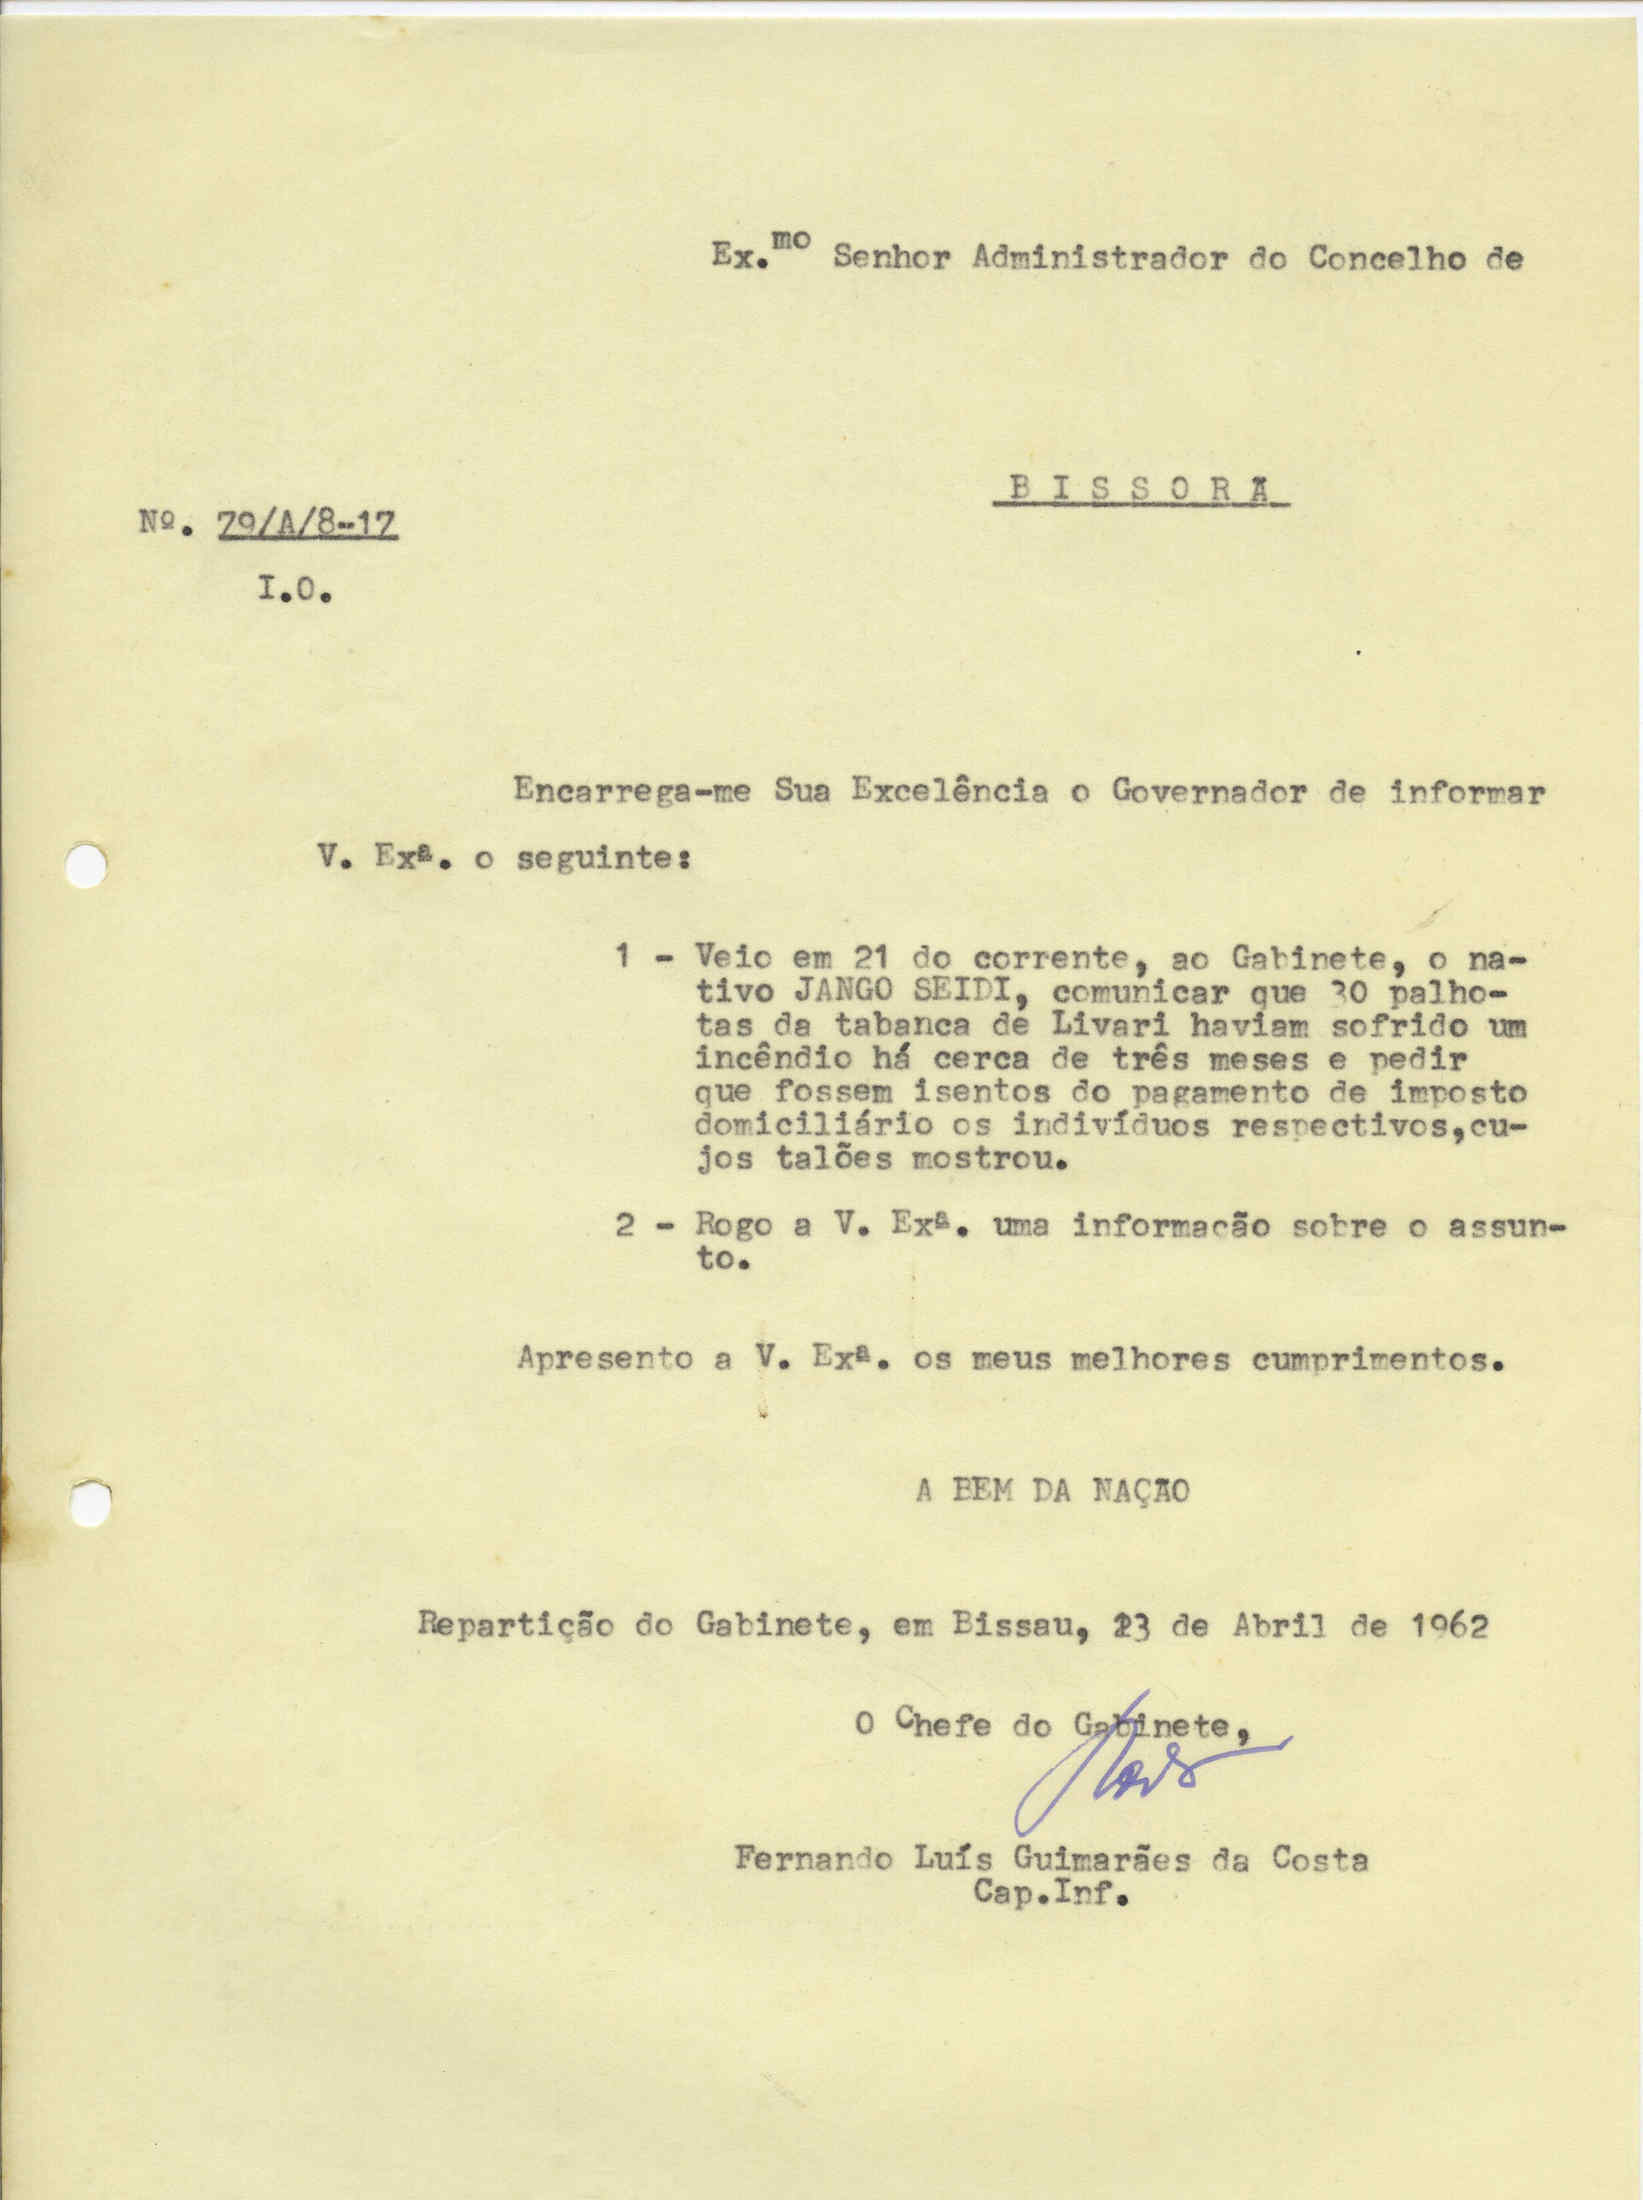 Ex.mo Senhor Administrador do Concelho de
B I S S O R Ã
Nº. 79/A/8-17
I.O.
Encarrega-me Sua Excelência o Governador de informar
V. Exª. o seguinte:
1 - Veio em 21 do corrente, ao Gabinete, o na-
tivo JANGO SEIDI, comunicar que 30 palho-
tas da tabanca de Livari haviam sofrido um
incêndio há cerca de três meses e pedir
que fossem isentos do pagamento de imposto
domiciliário os indivíduos respectivos,cu-
jos talões mostrou.
2 - Rogo a V. Exª. uma informação sobre o assun-
to.
Apresento a V. Exª. os meus melhores cumprimentos.
A BEM DA NAÇÃO
Repartição do Gabinete, em Bissau, 23 de Abril de 1962
O Chefe do Gabinete,
Fernando Luís Guimarães da Costa
Cap.Inf.